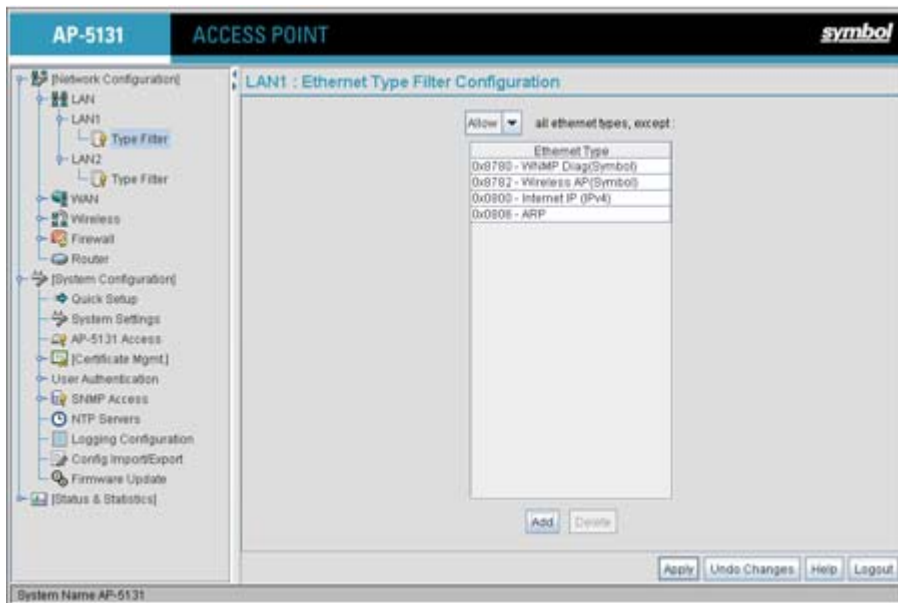 AP-5131
ACCESS POINT
symbol
[Network Configuration]
LAN
LAN1
Type Filter
LAN2
Type Filter
WAN
Wireless
Firewall
Router
[System Configuration]
Quick Setup
System Settings
AP-5131 Access
[Certificate Mgmt.]
User Authentication
SNMP Access
NTP Servers
Logging Configuration
Config Import/Export
Firmware Update
[Status & Statistics]
LAN1 : Ethernet Type Filter Configuration
Allow all ethernet types, except :
Ethernet Type
0x8780 - WNMP Diag(Symbol)
0x8782 - Wireless AP(Symbol)
0x0800 - Internet IP (IPv4)
0x0806 - ARP
Add Delete
Apply Undo Changes Help Logout
System Name AP-5131